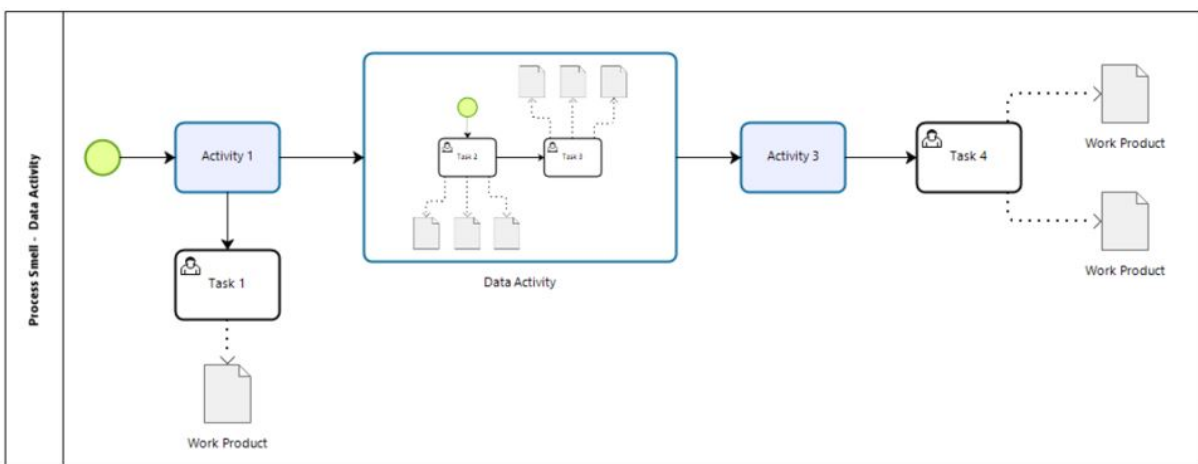 Process Smell - Data Activity
Activity 1
Task 2
Task 3
Activity 3
Task 4
Work Product
Work Product
Data Activity
Task 1
Work Product